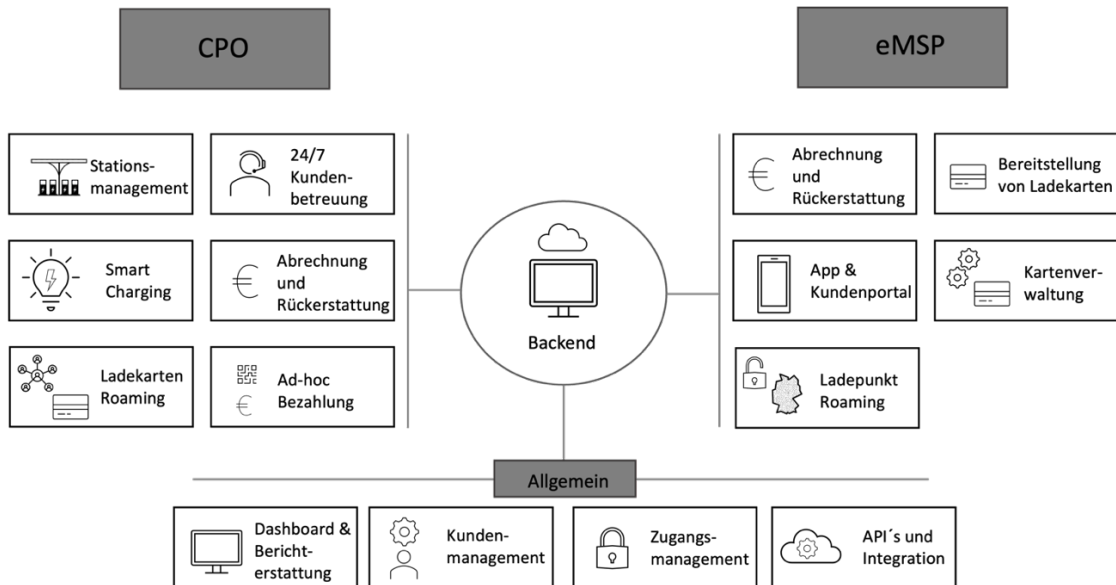 CPO
eMSP
Stations-
management
24/7
Kunden-
betreuung
Smart
Charging
Abrechnung
und
Rückerstattung
Ladekarten
Roaming
Ad-hoc
Bezahlung
Backend
Abrechnung
und
Rückerstattung
Bereitstellung
von Ladekarten
App &
Kundenportal
Kartenver-
waltung
Ladepunkt
Roaming
Allgemein
Dashboard &
Bericht-
erstattung
Kunden-
management
Zugangs-
management
API´s und
Integration